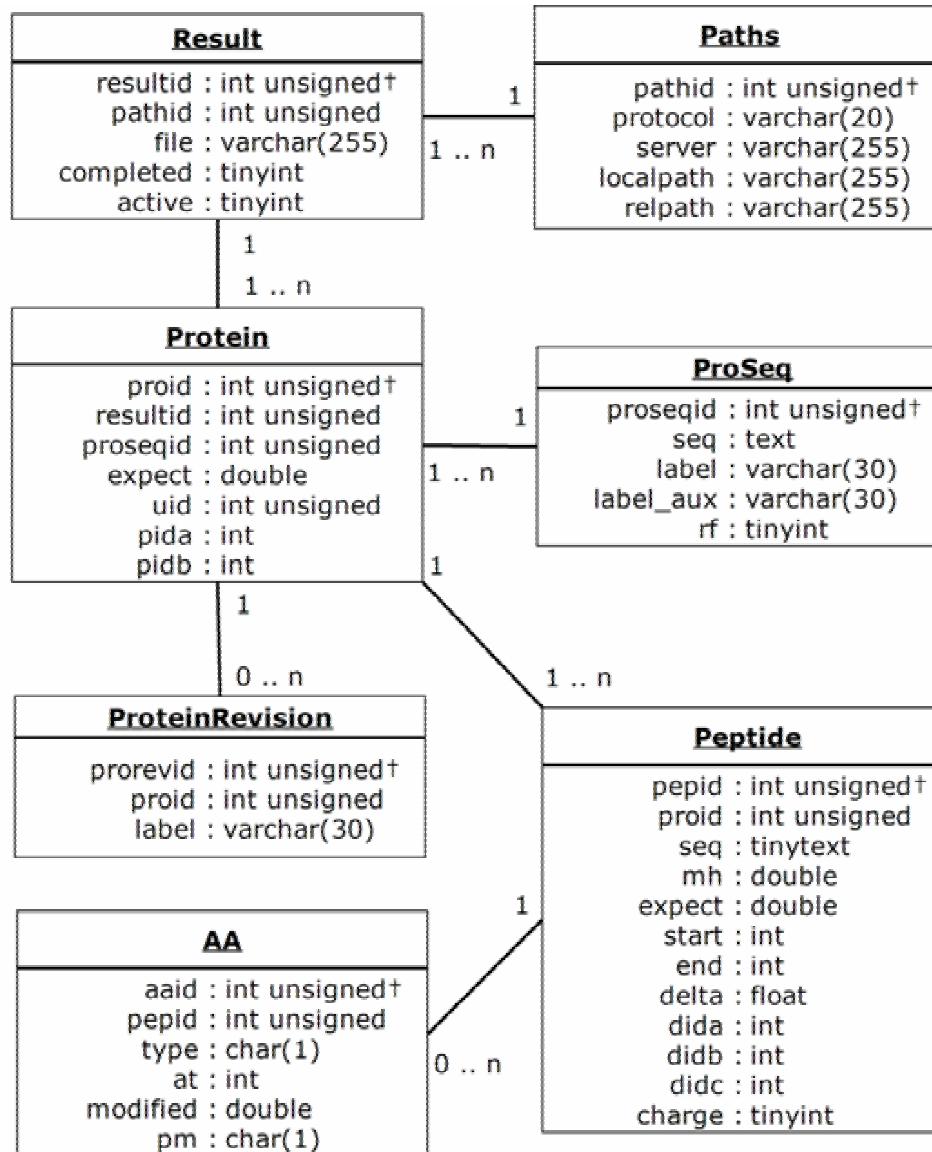 Result
resultid : int unsigned†
pathid : int unsigned
file : varchar(255)
completed : tinyint
active : tinyint
1
1 .. n
Paths
pathid : int unsigned†
protocol : varchar(20)
server : varchar(255)
localpath : varchar(255)
relpath : varchar(255)
1
1 .. n
Protein
proid : int unsigned†
resultid : int unsigned
proseqid : int unsigned
expect : double
uid : int unsigned
pida : int
pidb : int
1
1 .. n
ProSeq
proseqid : int unsigned†
seq : text
label : varchar(30)
label_aux : varchar(30)
rf : tinyint
1
1
0 .. n
1 .. n
ProteinRevision
prorevid : int unsigned†
proid : int unsigned
label : varchar(30)
Peptide
pepid : int unsigned†
proid : int unsigned
seq : tinytext
mh : double
expect : double
start : int
end : int
delta : float
dida : int
didb : int
didc : int
charge : tinyint
1
0 .. n
AA
aaid : int unsigned†
pepid : int unsigned
type : char(1)
at : int
modified : double
pm : char(1)